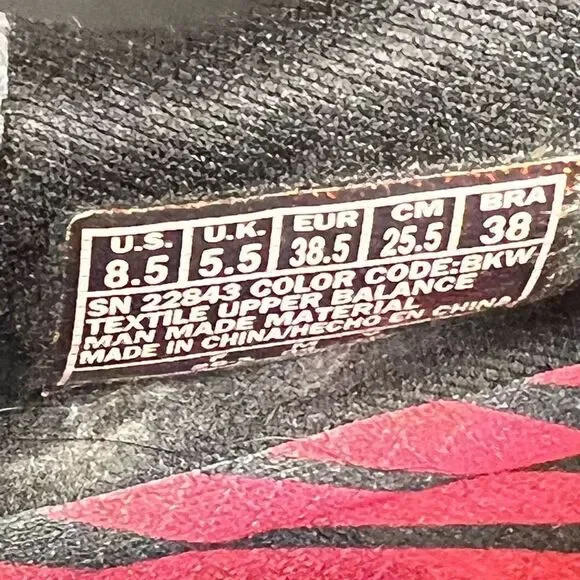 U.S. U.K. EUR CM BRA
8.5 5.5 38.5 25.5 38
SN 22843 COLOR CODE:BKW
TEXTILE UPPER BALANCE
MAN MADE MATERIAL
MADE IN CHINA/HECHO EN CHINA